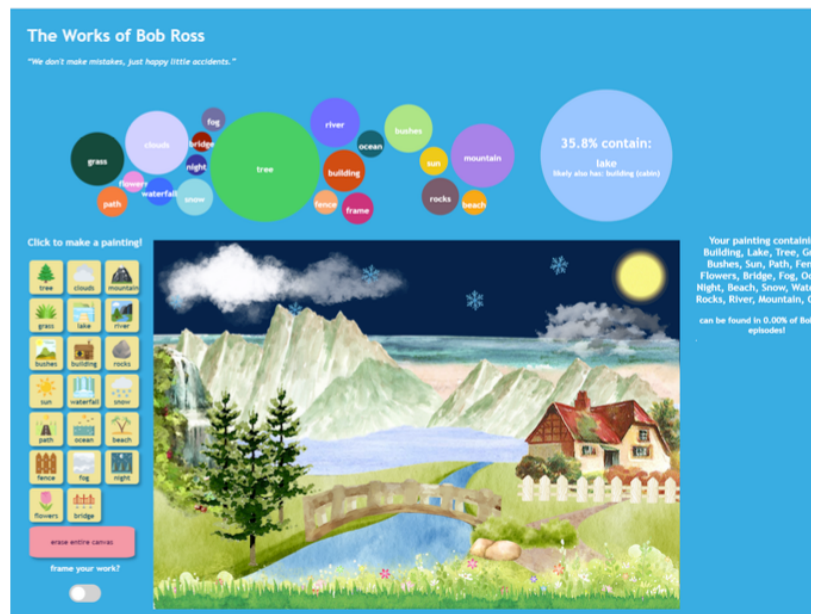 The Works of Bob Ross
“We don't make mistakes, just happy little accidents.”
fog
clouds
bridge
grass
night
flowers
waterfall
path
snow
tree
river
ocean
building
fence
frame
bushes
sun
mountain
rocks
beach
35.8% contain:
lake
likely also has: building (cabin)
Click to make a painting!
tree clouds mountain
grass lake river
bushes building rocks
sun waterfall snow
path ocean beach
fence fog night
flowers bridge
erase entire canvas
frame your work?
Your painting containi
Building, Lake, Tree, G
Bushes, Sun, Path, Fen
Flowers, Bridge, Fog, Oc
Night, Beach, Snow, Wate
Rocks, River, Mountain, C
can be found in 0.00% of Bo
episodes!